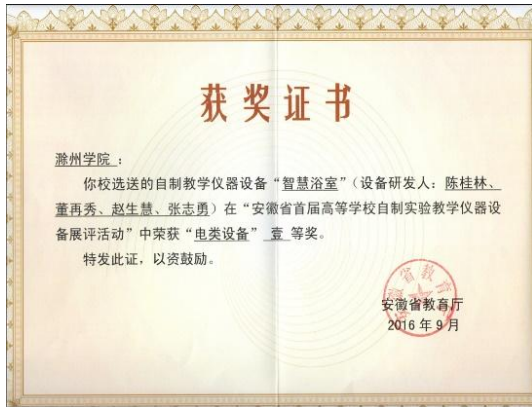 获奖证书
滁州学院：
你校选送的自制教学仪器设备“智慧浴室”（设备研发人：陈桂林、
董再秀、赵生慧、张志勇）在“安徽省首届高等学校自制实验教学仪器设
备展评活动”中荣获“电类设备” 壹 等奖。
特发此证，以资鼓励。
安徽省教育厅
2016年9月